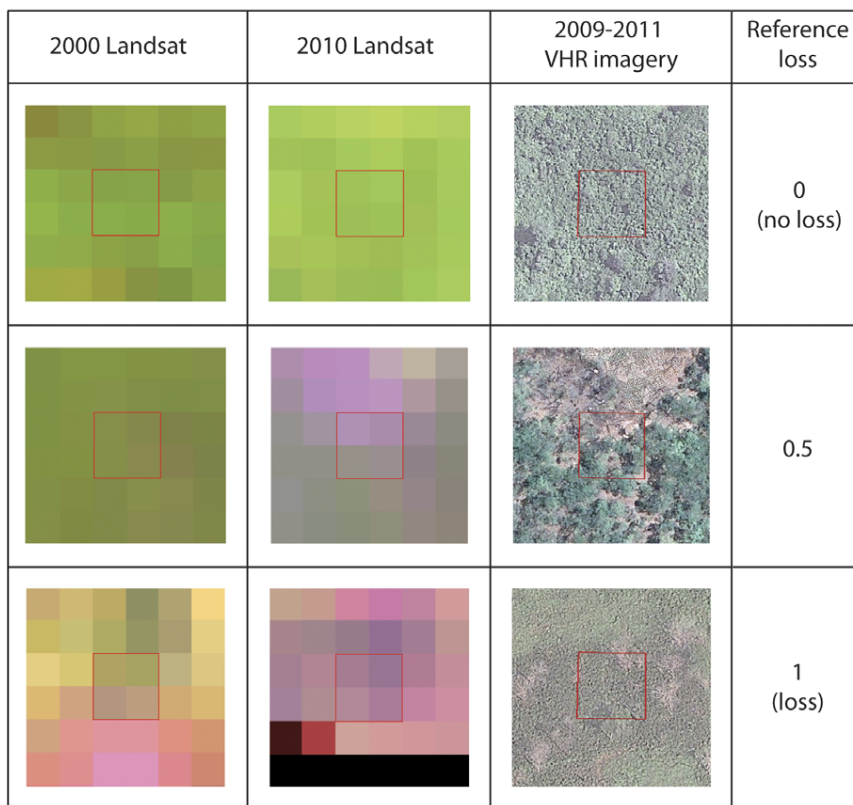 2000 Landsat
2010 Landsat
2009-2011
VHR imagery
Reference
loss
0
(no loss)
0.5
1
(loss)